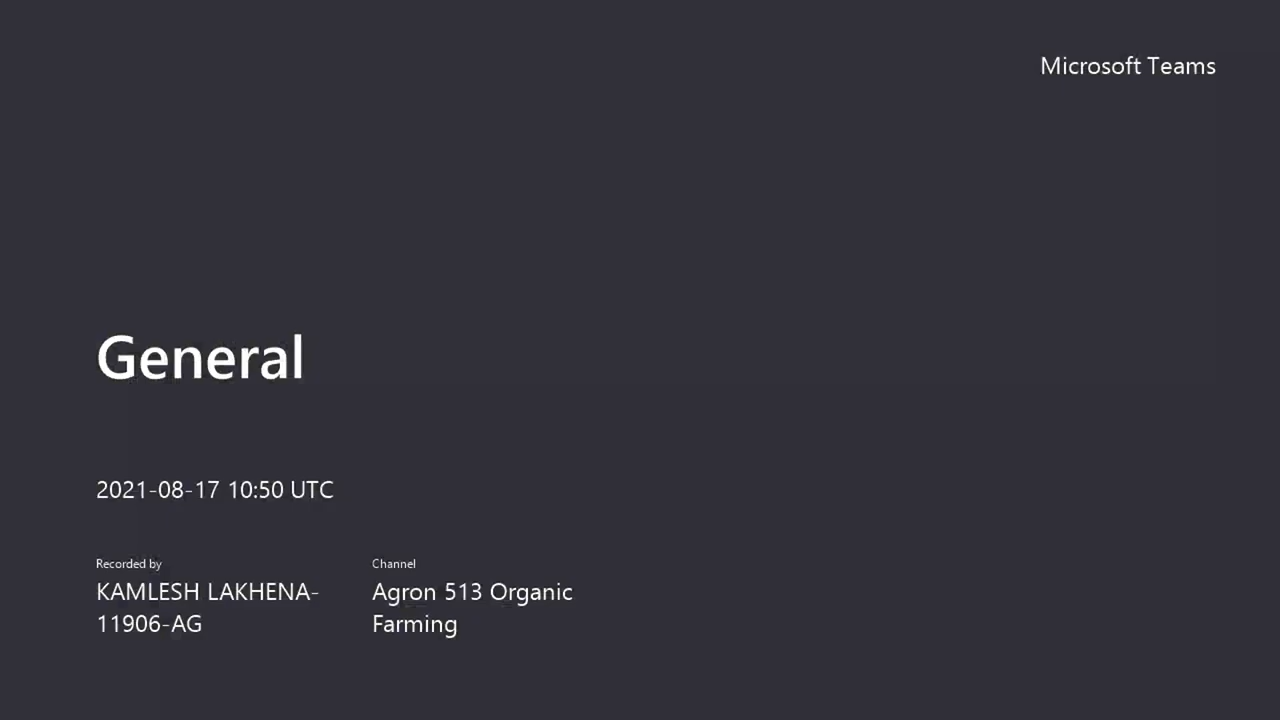 Microsoft Teams
General
2021-08-17 10:50 UTC
Recorded by
KAMLESH LAKHENA-
11906-AG
Channel
Agron 513 Organic
Farming